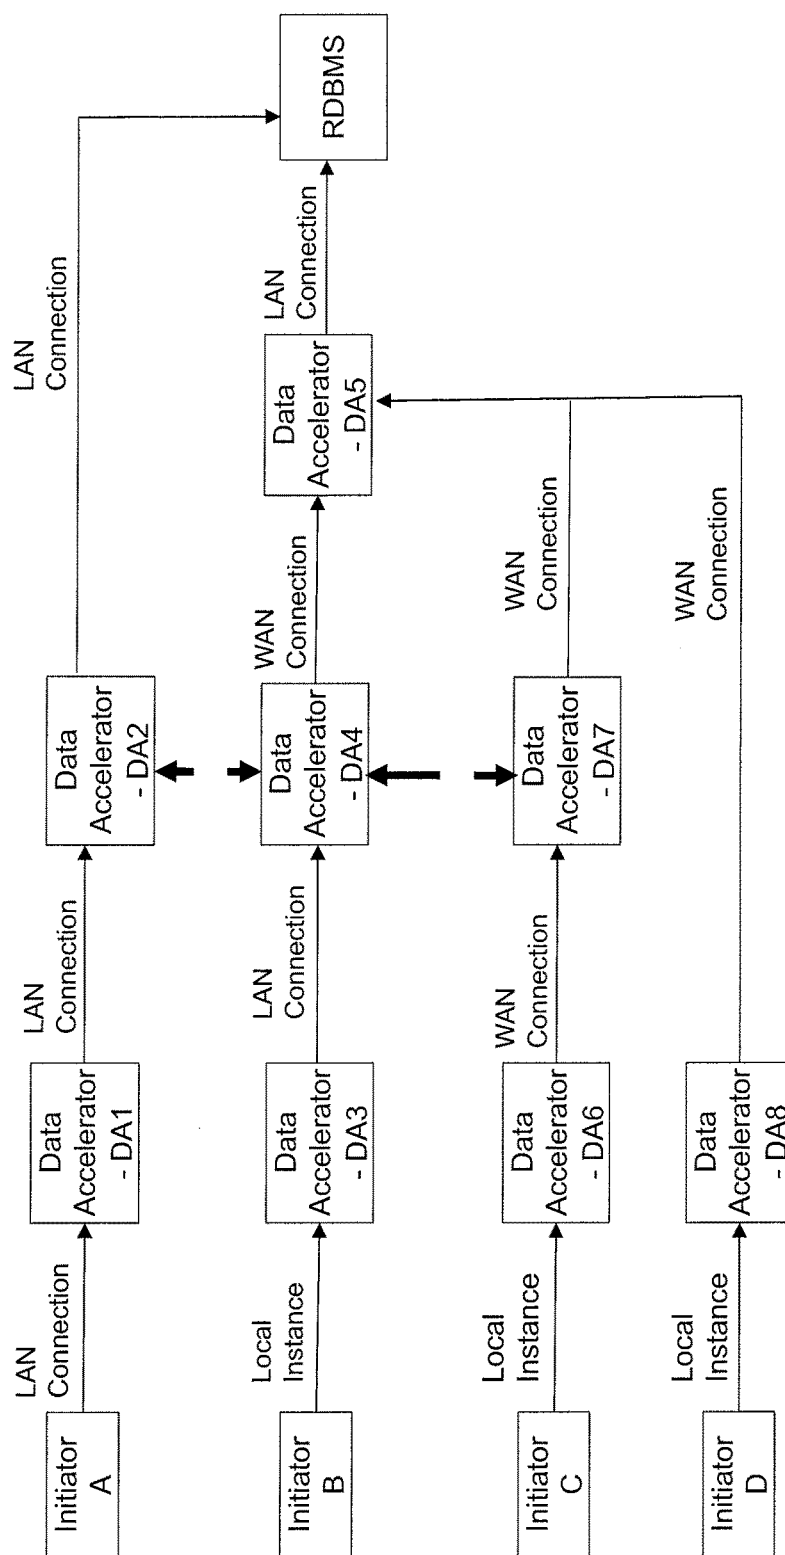 Initiator
A
LAN
Connection
Data
Accelerator
- DA1
LAN
Connection
Data
Accelerator
- DA2
LAN
Connection
RDBMS
Initiator
B
Local
Instance
Data
Accelerator
- DA3
LAN
Connection
Data
Accelerator
- DA4
WAN
Connection
Data
Accelerator
- DA5
LAN
Connection
Initiator
C
Local
Instance
Data
Accelerator
- DA6
WAN
Connection
Data
Accelerator
- DA7
WAN
Connection
Initiator
D
Local
Instance
Data
Accelerator
- DA8
WAN
Connection